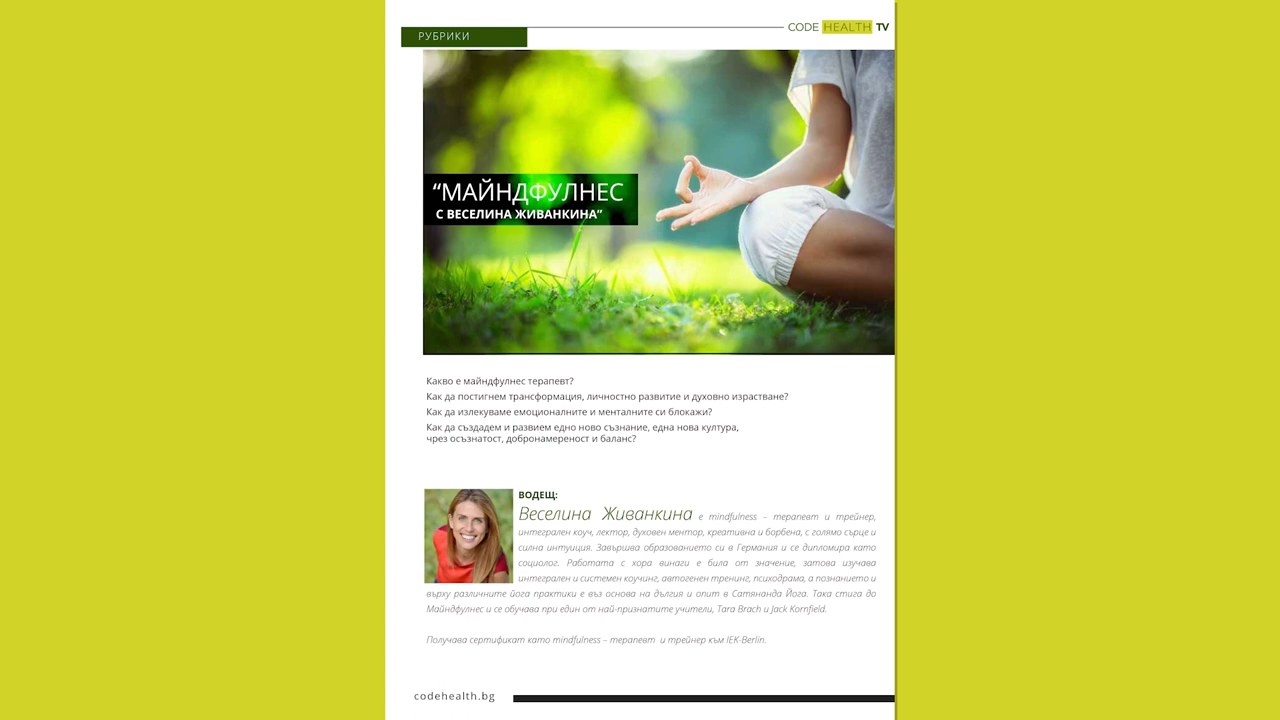 РУБРИКИ
CODE HEALTH TV
“МАЙНДФУЛНЕС
С ВЕСЕЛИНА ЖИВАНКИНА”
Какво е майндфулнес терапевт?
Как да постигнем трансформация, личностно развитие и духовно израстване?
Как да излекуваме емоционалните и менталните си блокажи?
Как да създадем и развием едно ново съзнание, една нова култура,
чрез осъзнатост, добронамереност и баланс?
ВОДЕЩ:
Веселина Живанкина е mindfulness – терапевт и трейнер,
интегрален коуч, лектор, духовен ментор, креативна и борбена, с голямо сърце и
силна интуиция. Завършва образованието си в Германия и се дипломира като
социолог. Работата с хора винаги е била от значение, затова изучава
интегрален и системен коучинг, автогенен тренинг, психодрама, а познанието и
върху различните йога практики е въз основа на дългия и опит в Сатянанда Йога. Така стига до
Майндфулнес и се обучава при един от най-признатите учители, Tara Brach и Jack Kornfield.
Получава сертификат като mindfulness – терапевт и трейнер към IEK-Berlin.
codehealth.bg